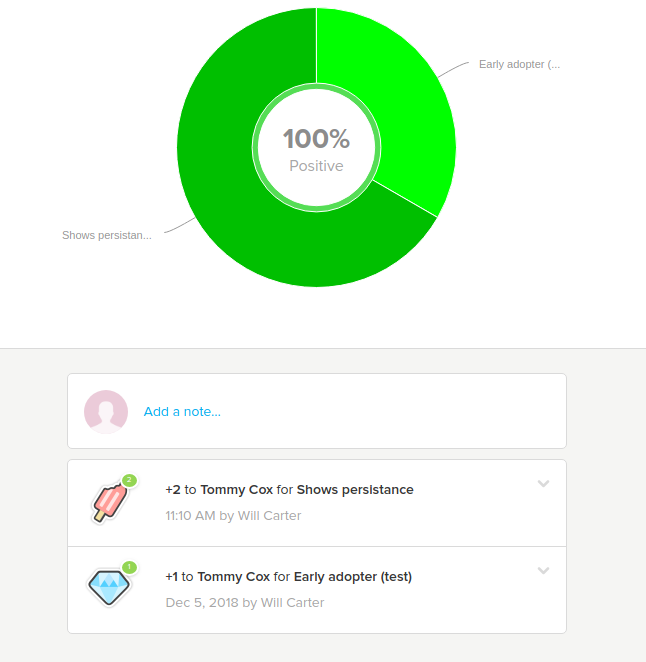 Early adopter (...
100%
Positive
Shows persistan...
Add a note...
2
+2 to Tommy Cox for Shows persistance
11:10 AM by Will Carter
1
+1 to Tommy Cox for Early adopter (test)
Dec 5, 2018 by Will Carter